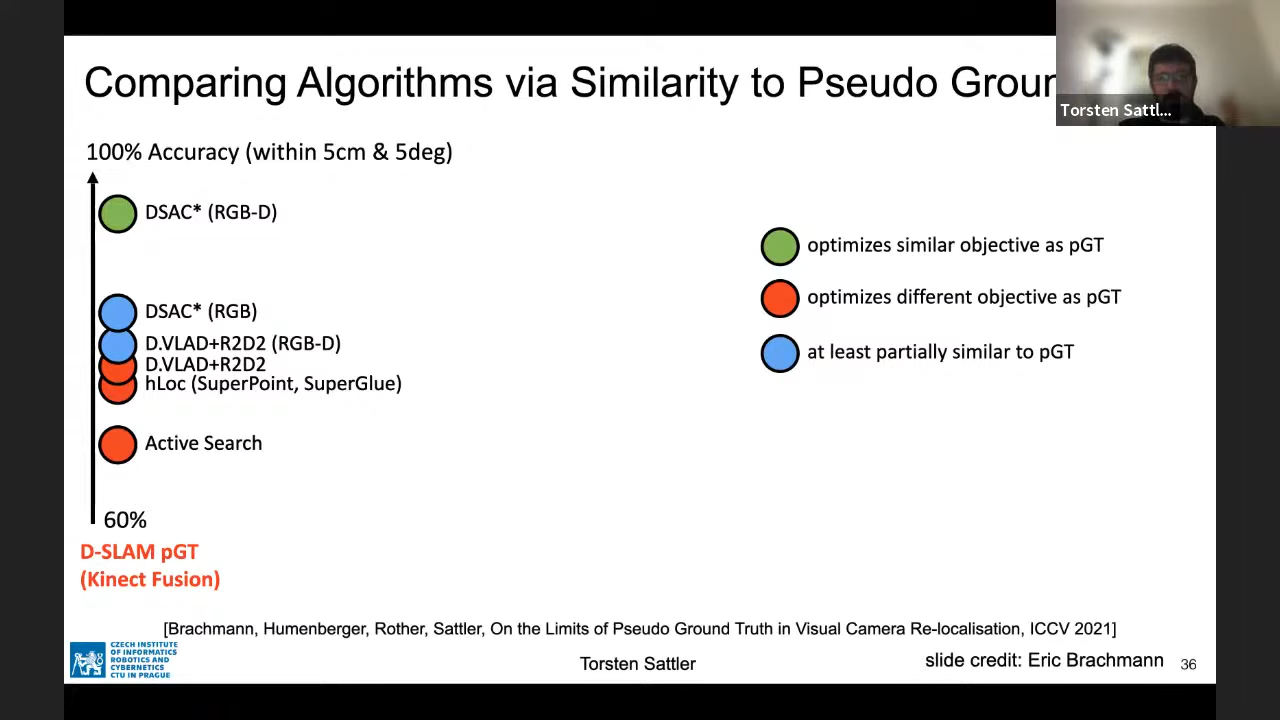 Comparing Algorithms via Similarity to Pseudo Groun
Torsten Sattl...
100% Accuracy (within 5cm & 5deg)
DSAC* (RGB-D)
optimizes similar objective as pGT
optimizes different objective as pGT
DSAC* (RGB)
D.VLAD+R2D2 (RGB-D)
at least partially similar to pGT
D.VLAD+R2D2
hLoc (SuperPoint, SuperGlue)
Active Search
60%
D-SLAM pGT
(Kinect Fusion)
[Brachmann, Humenberger, Rother, Sattler, On the Limits of Pseudo Ground Truth in Visual Camera Re-localisation, ICCV 2021]
CZECH INSTITUTE
OF INFORMATICS
ROBOTICS AND
CYBERNETICS
CTU IN PRAGUE
Torsten Sattler
slide credit: Eric Brachmann
36